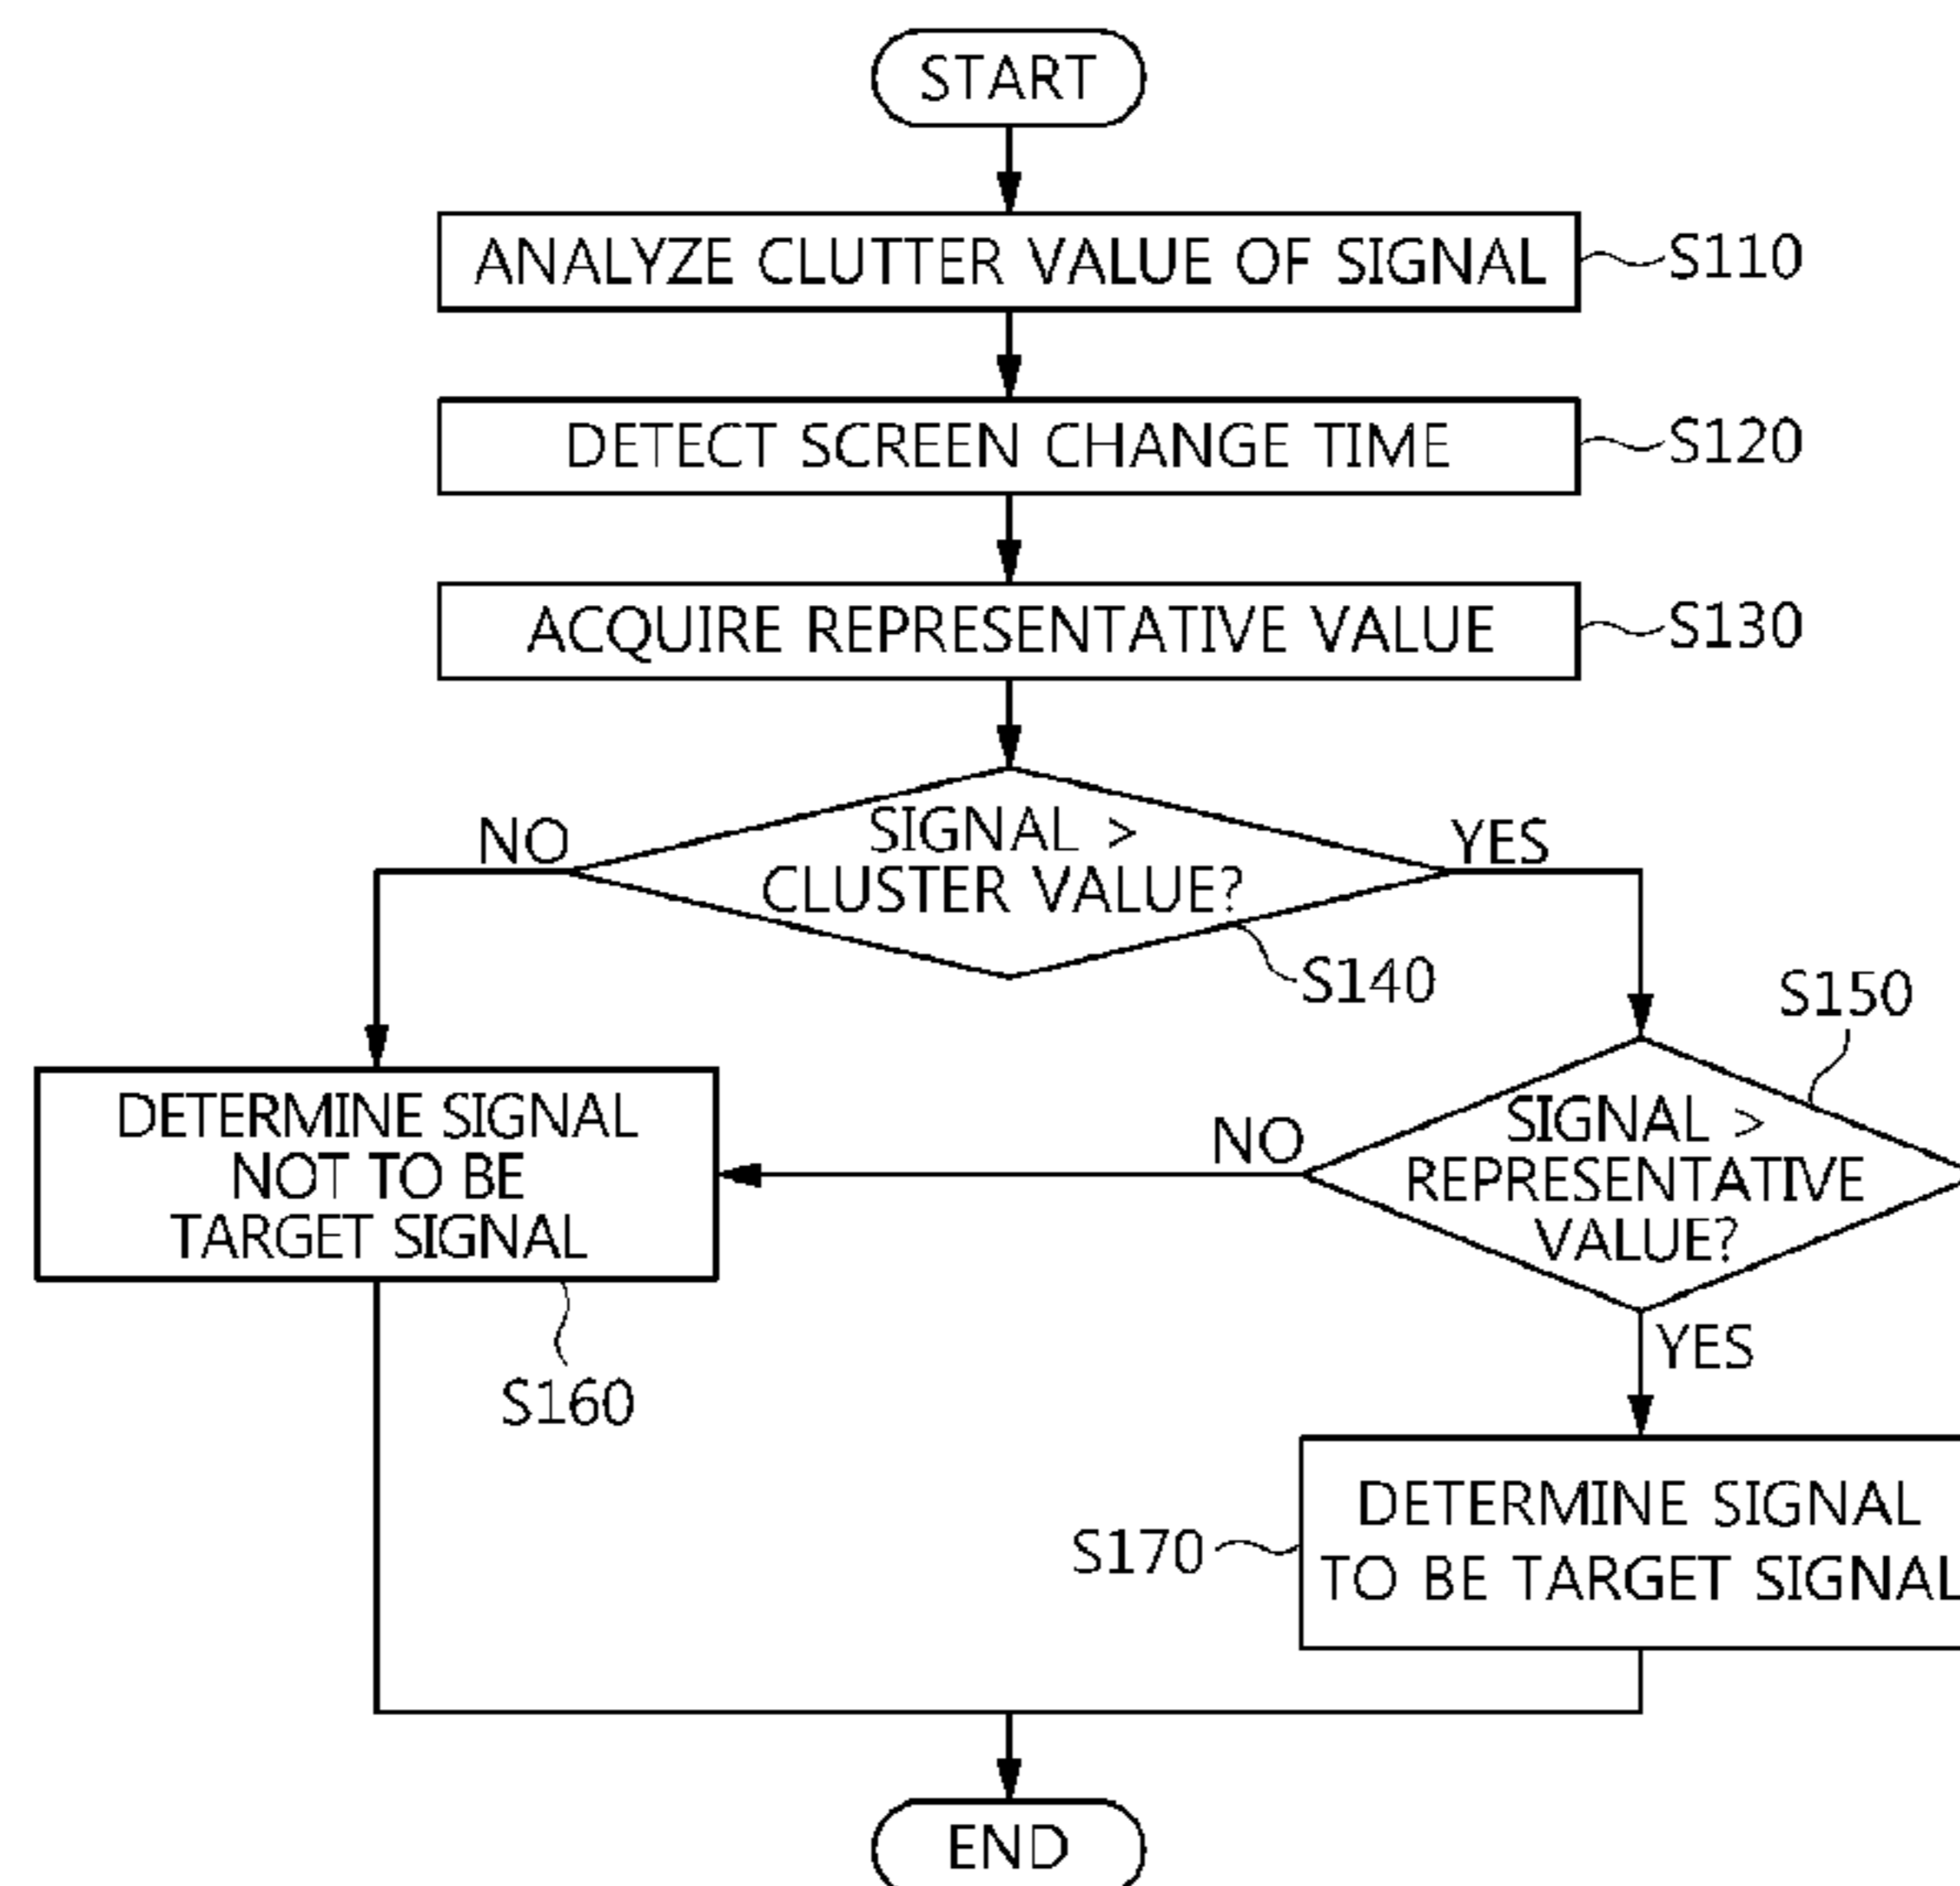 START
ANALYZE CLUTTER VALUE OF SIGNAL
S110
DETECT SCREEN CHANGE TIME
S120
ACQUIRE REPRESENTATIVE VALUE
S130
SIGNAL >
CLUSTER VALUE?
NO
YES
S140
S150
DETERMINE SIGNAL
NOT TO BE
TARGET SIGNAL
S160
NO
SIGNAL >
REPRESENTATIVE
VALUE?
YES
S170
DETERMINE SIGNAL
TO BE TARGET SIGNAL
END